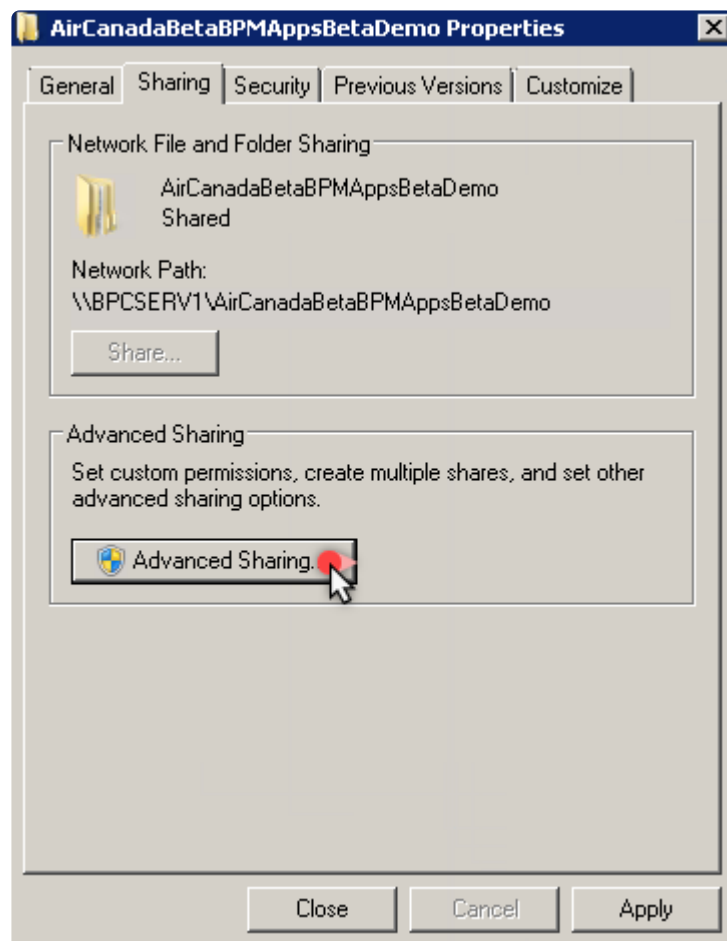 AirCanadaBetaBPMAppsBetaDemo Properties
General Sharing Security Previous Versions Customize
Network File and Folder Sharing
AirCanadaBetaBPMAppsBetaDemo
Shared
Network Path:
\\BPCSERV1\AirCanadaBetaBPMAppsBetaDemo
Share...
Advanced Sharing
Set custom permissions, create multiple shares, and set other
advanced sharing options.
Advanced Sharing.
Close Cancel Apply